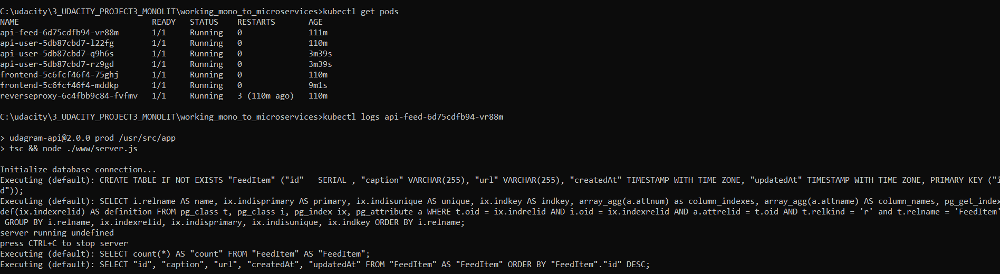 C:\udacity\3_UDACITY_PROJECT3_MONOLIT\working_mono_to_microservices>kubectl get pods
NAME                            READY   STATUS    RESTARTS       AGE
api-feed-6d75cdfb94-vr88m       1/1     Running   0              111m
api-user-5db87cbd7-l22fg        1/1     Running   0              110m
api-user-5db87cbd7-q9h6s        1/1     Running   0              3m39s
api-user-5db87cbd7-rz9gd        1/1     Running   0              3m39s
frontend-5c6fcf46f4-75ghj       1/1     Running   0              110m
frontend-5c6fcf46f4-mddkp       1/1     Running   0              9m1s
reverseproxy-6c4fbb9c84-fvfmv   1/1     Running   3 (110m ago)   110m
C:\udacity\3_UDACITY_PROJECT3_MONOLIT\working_mono_to_microservices>kubectl logs api-feed-6d75cdfb94-vr88m
> udagram-api@2.0.0 prod /usr/src/app
> tsc && node ./www/server.js
Initialize database connection...
Executing (default): CREATE TABLE IF NOT EXISTS "FeedItem" ("id"   SERIAL , "caption" VARCHAR(255), "url" VARCHAR(255), "createdAt" TIMESTAMP WITH TIME ZONE, "updatedAt" TIMESTAMP WITH TIME ZONE, PRIMARY KEY ("i
d"));
Executing (default): SELECT i.relname AS name, ix.indisprimary AS primary, ix.indisunique AS unique, ix.indkey AS indkey, array_agg(a.attnum) as column_indexes, array_agg(a.attname) AS column_names, pg_get_index
def(ix.indexrelid) AS definition FROM pg_class t, pg_class i, pg_index ix, pg_attribute a WHERE t.oid = ix.indrelid AND i.oid = ix.indexrelid AND a.attrelid = t.oid AND t.relkind = 'r' and t.relname = 'FeedItem'
 GROUP BY i.relname, ix.indexrelid, ix.indisprimary, ix.indisunique, ix.indkey ORDER BY i.relname;
server running undefined
press CTRL+C to stop server
Executing (default): SELECT count(*) AS "count" FROM "FeedItem" AS "FeedItem";
Executing (default): SELECT "id", "caption", "url", "createdAt", "updatedAt" FROM "FeedItem" AS "FeedItem" ORDER BY "FeedItem"."id" DESC;